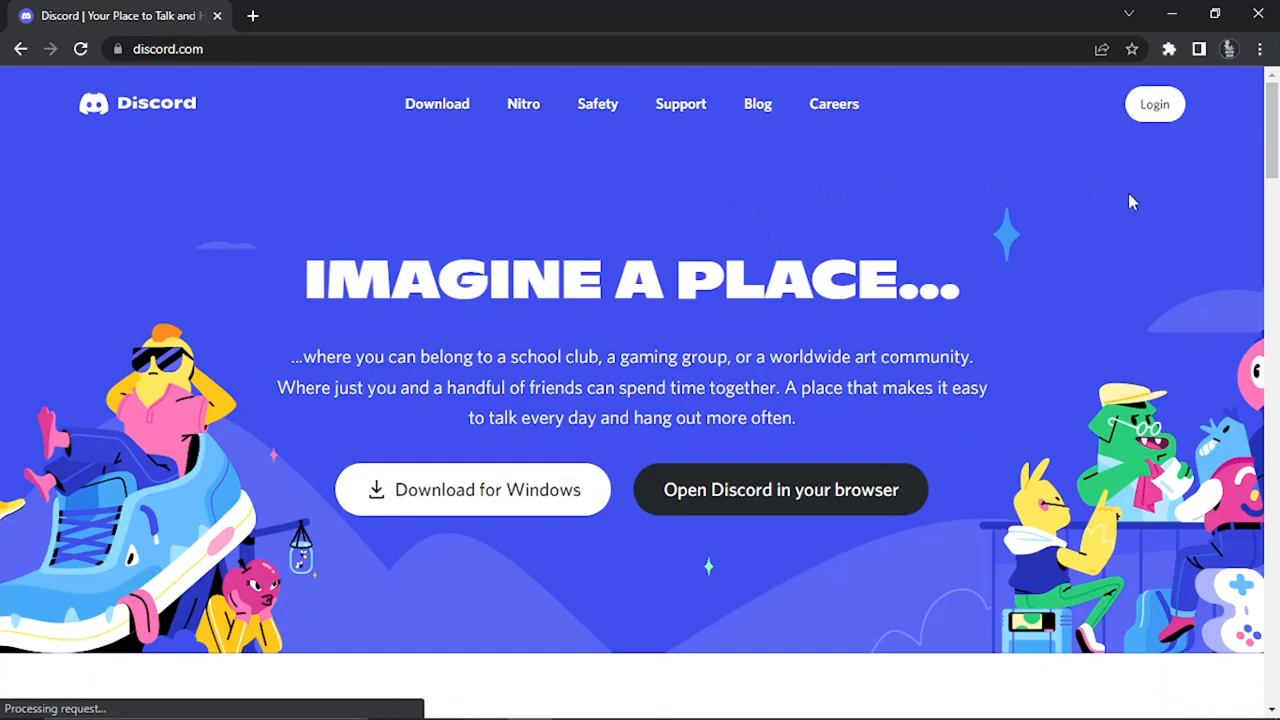 Discord | Your Place to Talk and H
discord.com
Discord
Download
Nitro
Safety
Support
Blog
Careers
Login
IMAGINE A PLACE...
...where you can belong to a school club, a gaming group, or a worldwide art community.
Where just you and a handful of friends can spend time together. A place that makes it easy
to talk every day and hang out more often.
Download for Windows
Open Discord in your browser
Processing request...